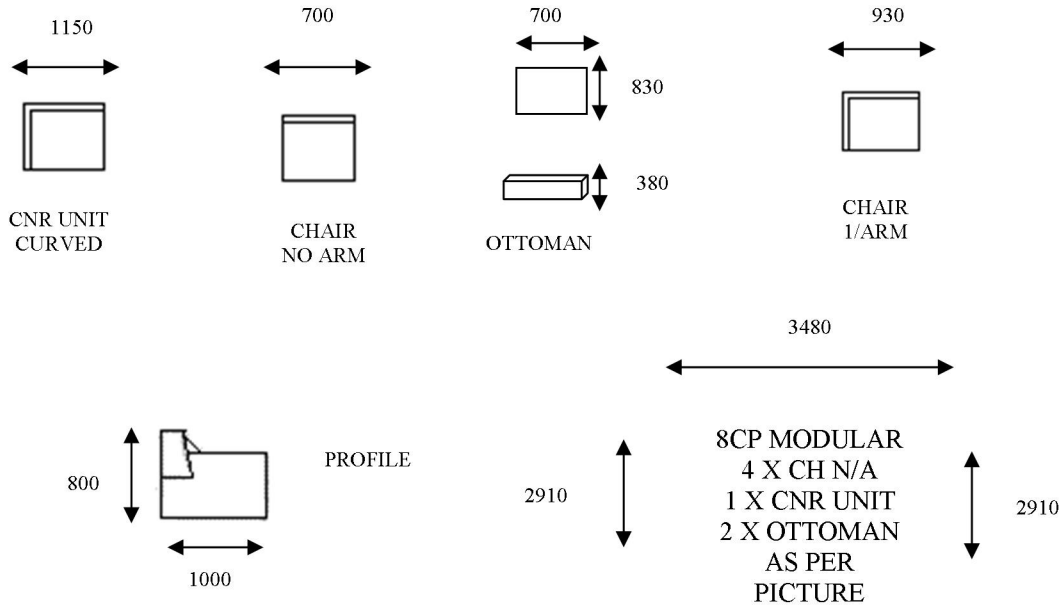 1150
700
700
930
830
380
CNR UNIT
CURVED
CHAIR
NO ARM
OTTOMAN
CHAIR
1/ARM
3480
800
PROFILE
1000
2910
8CP MODULAR
4 X CH N/A
1 X CNR UNIT
2 X OTTOMAN
AS PER
PICTURE
2910